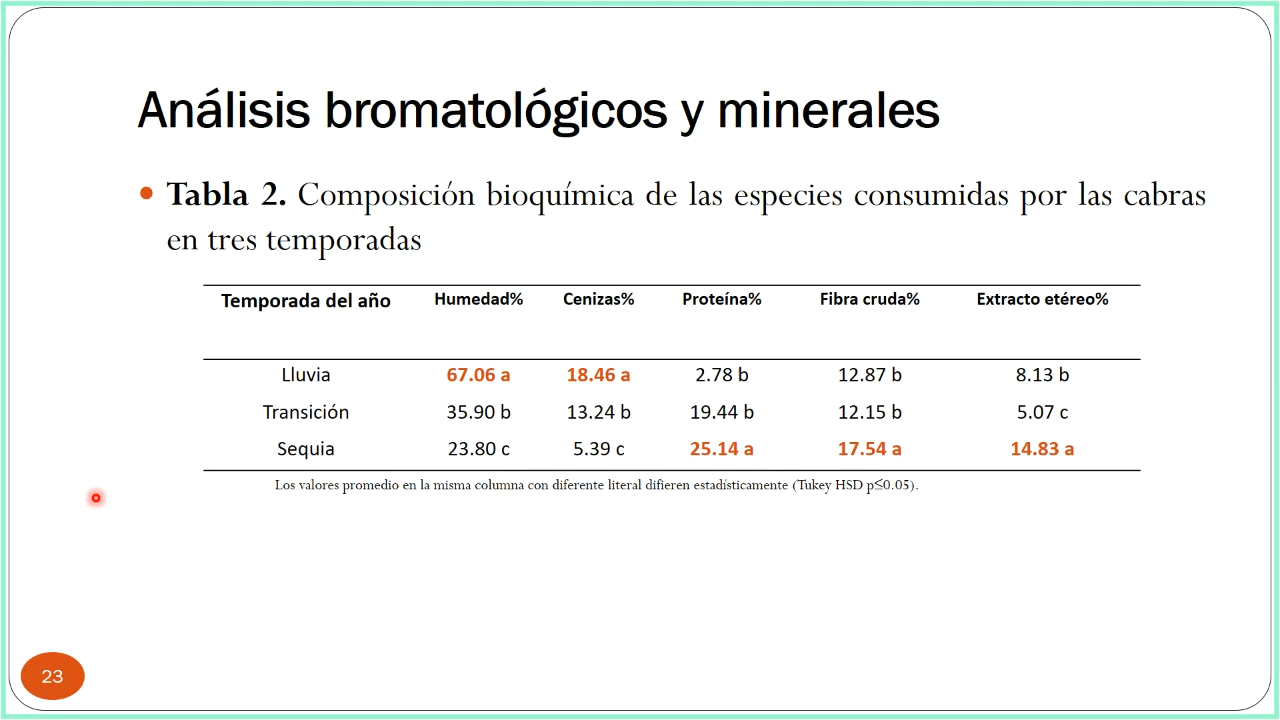 Análisis bromatológicos y minerales
Tabla 2. Composición bioquímica de las especies consumidas por las cabras
en tres temporadas
Temporada del año Humedad% Cenizas% Proteína% Fibra cruda% Extracto etéreo%
Lluvia 67.06 a 18.46 a 2.78 b 12.87 b 8.13 b
Transición 35.90 b 13.24 b 19.44 b 12.15 b 5.07 c
Sequia 23.80 c 5.39 c 25.14 a 17.54 a 14.83 a
Los valores promedio en la misma columna con diferente literal difieren estadísticamente (Tukey HSD p≤0.05).
23